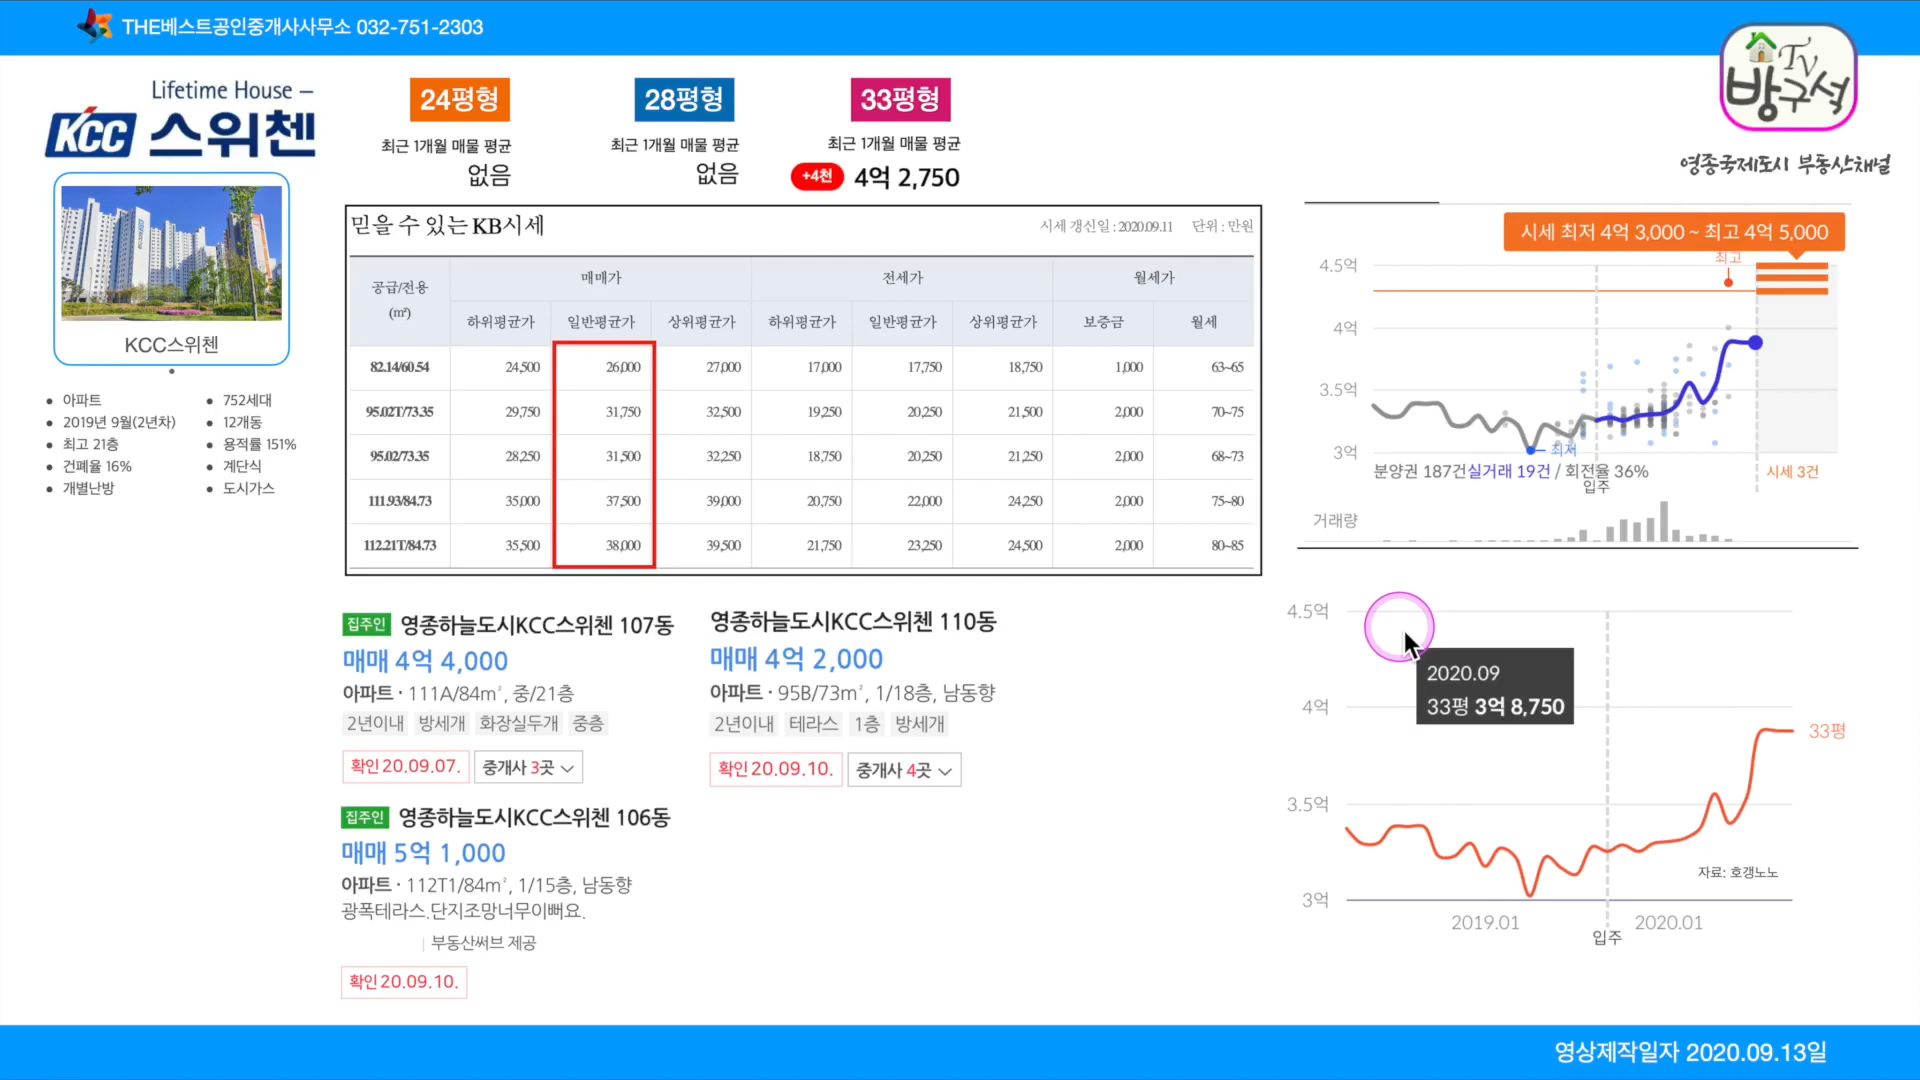 THE베스트공인중개사사무소 032-751-2303
Tv
방구석
영종국제도시 부동산채널
Lifetime House –
KCC 스위첸
KCC스위첸
아파트
2019년 9월(2년차)
최고 21층
건폐율 16%
개별난방
752세대
12개동
용적률 151%
계단식
도시가스
24평형
최근 1개월 매물 평균
없음
28평형
최근 1개월 매물 평균
없음
33평형
최근 1개월 매물 평균
+4천 4억 2,750
믿을 수 있는 KB시세 시세 갱신일 : 2020.09.11 단위 : 만원
공급/전용 (㎡) 매매가 전세가 월세가
하위평균가 일반평균가 상위평균가 하위평균가 일반평균가 상위평균가 보증금 월세
82.14/60.54 24,500 26,000 27,000 17,000 17,750 18,750 1,000 63~65
95.02T/73.35 29,750 31,750 32,500 19,250 20,250 21,500 2,000 70~75
95.02/73.35 28,250 31,500 32,250 18,750 20,250 21,250 2,000 68~73
111.93/84.73 35,000 37,500 39,000 20,750 22,000 24,250 2,000 75~80
112.21T/84.73 35,500 38,000 39,500 21,750 23,250 24,500 2,000 80~85
집주인 영종하늘도시KCC스위첸 107동
매매 4억 4,000
아파트 · 111A/84m², 중/21층
2년이내 방세개 화장실두개 중층
확인 20.09.07. 중개사 3곳
영종하늘도시KCC스위첸 110동
매매 4억 2,000
아파트 · 95B/73m², 1/18층, 남동향
2년이내 테라스 1층 방세개
확인 20.09.10. 중개사 4곳
집주인 영종하늘도시KCC스위첸 106동
매매 5억 1,000
아파트 · 112T1/84m², 1/15층, 남동향
광폭테라스.단지조망너무이뻐요.
부동산써브 제공
확인 20.09.10.
시세 최저 4억 3,000 ~ 최고 4억 5,000
최고
4.5억
4억
3.5억
3억
최저
분양권 187건 실거래 19건 / 회전율 36%
시세 3건
입주
거래량
4.5억
4억
3.5억
3억
2020.09
33평 3억 8,750
33평
자료: 호갱노노
2019.01
입주
2020.01
영상제작일자 2020.09.13일